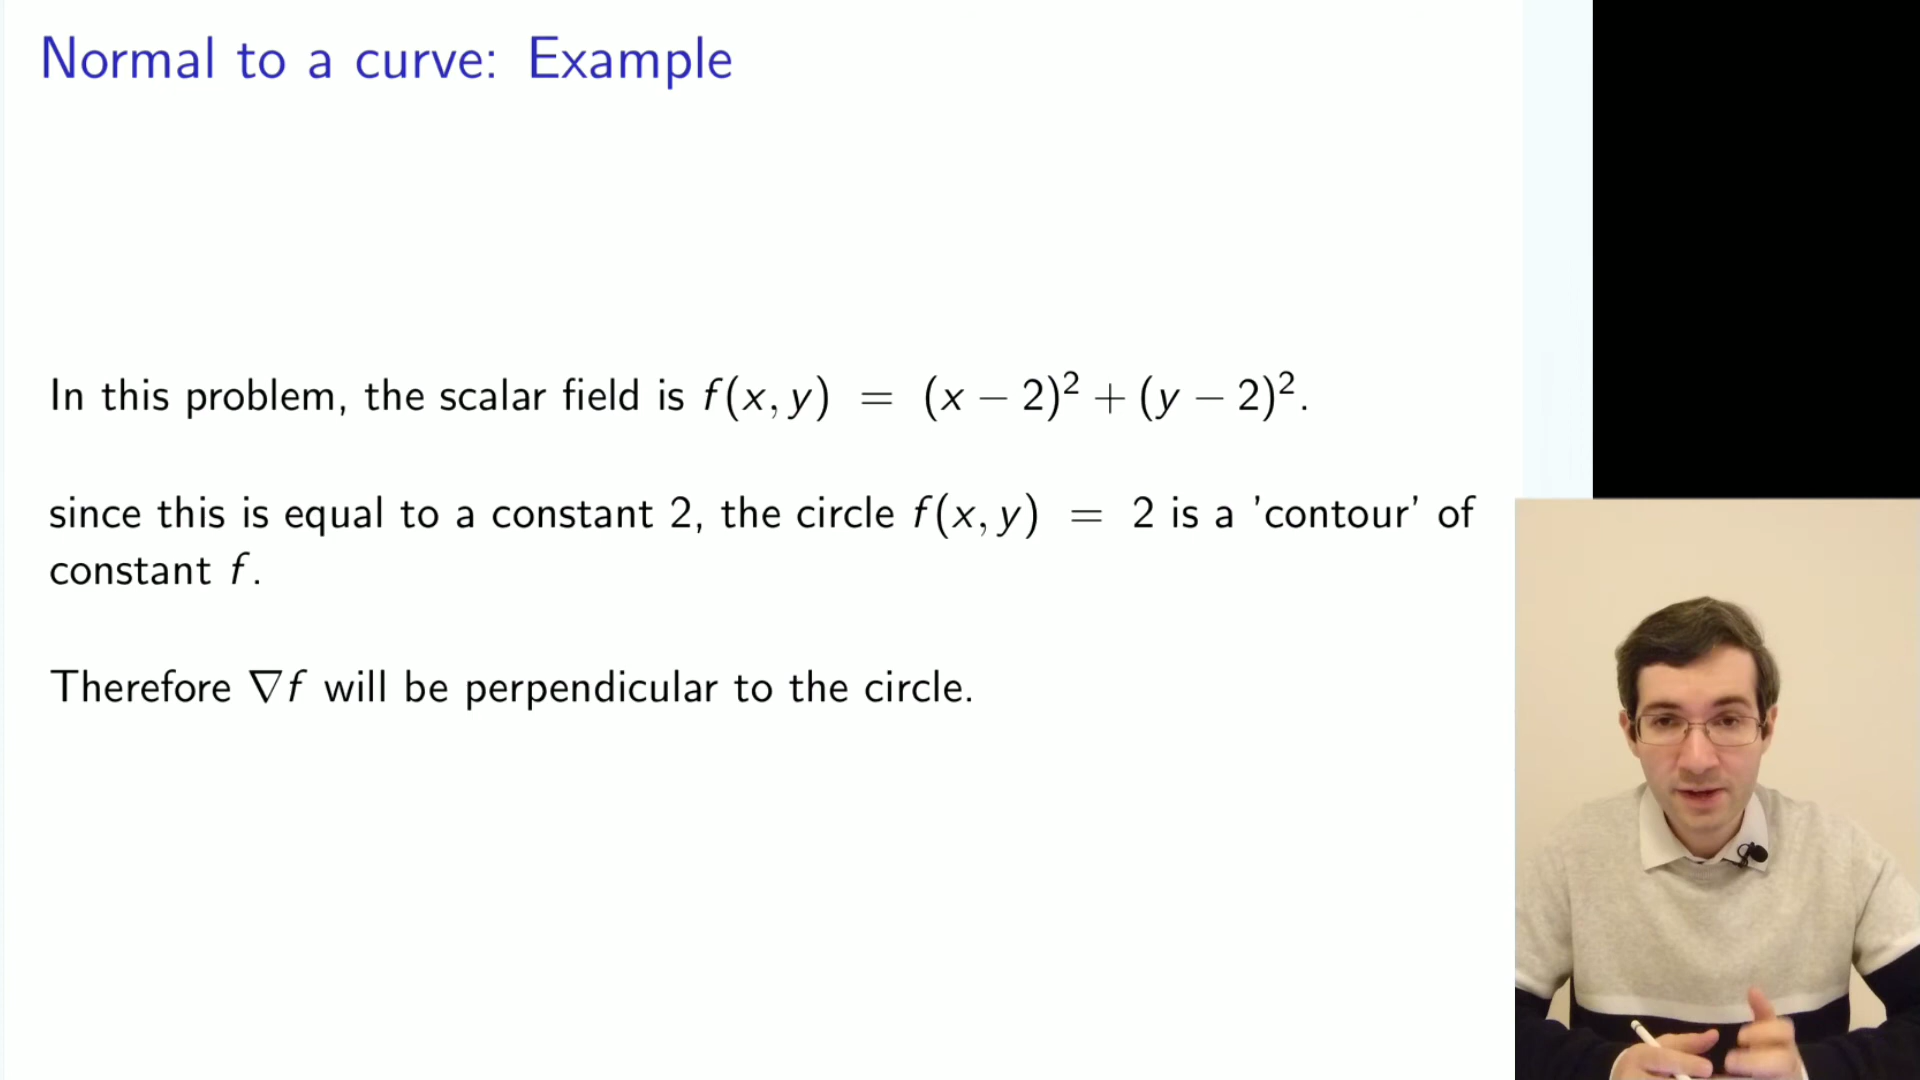 Normal to a curve: Example
In this problem, the scalar field is f(x, y) = (x − 2)² + (y − 2)².
since this is equal to a constant 2, the circle f(x, y) = 2 is a 'contour' of
constant f.
Therefore ∇f will be perpendicular to the circle.